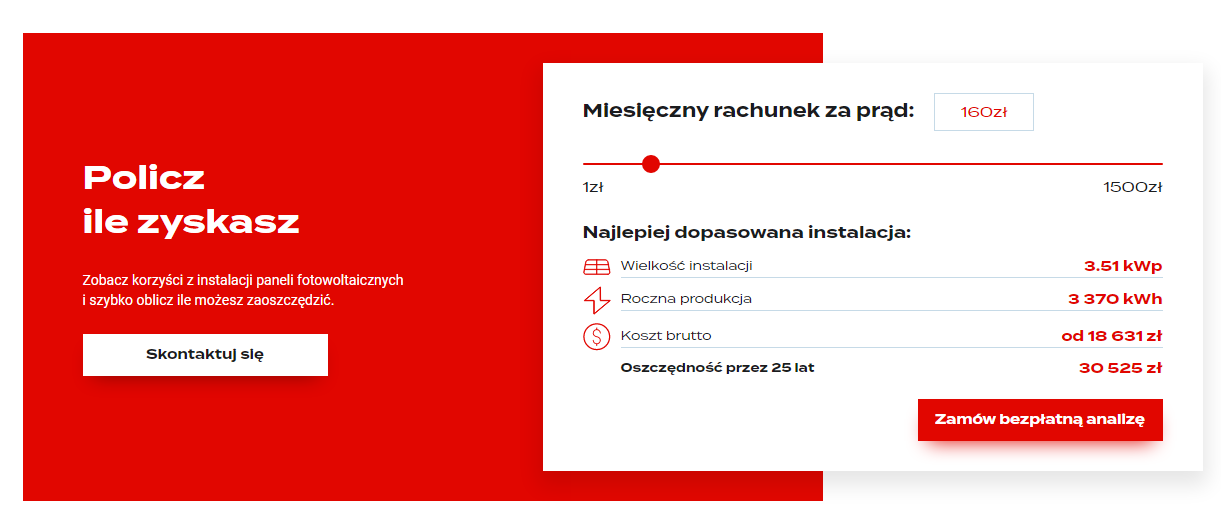 Policz
ile zyskasz
Zobacz korzyści z instalacji paneli fotowoltaicznych
i szybko oblicz ile możesz zaoszczędzić.
Skontaktuj się
Miesięczny rachunek za prąd: 160zł
1zł 1500zł
Najlepiej dopasowana instalacja:
Wielkość instalacji 3.51 kWp
Roczna produkcja 3 370 kWh
Koszt brutto od 18 631 zł
Oszczędność przez 25 lat 30 525 zł
Zamów bezpłatną analizę